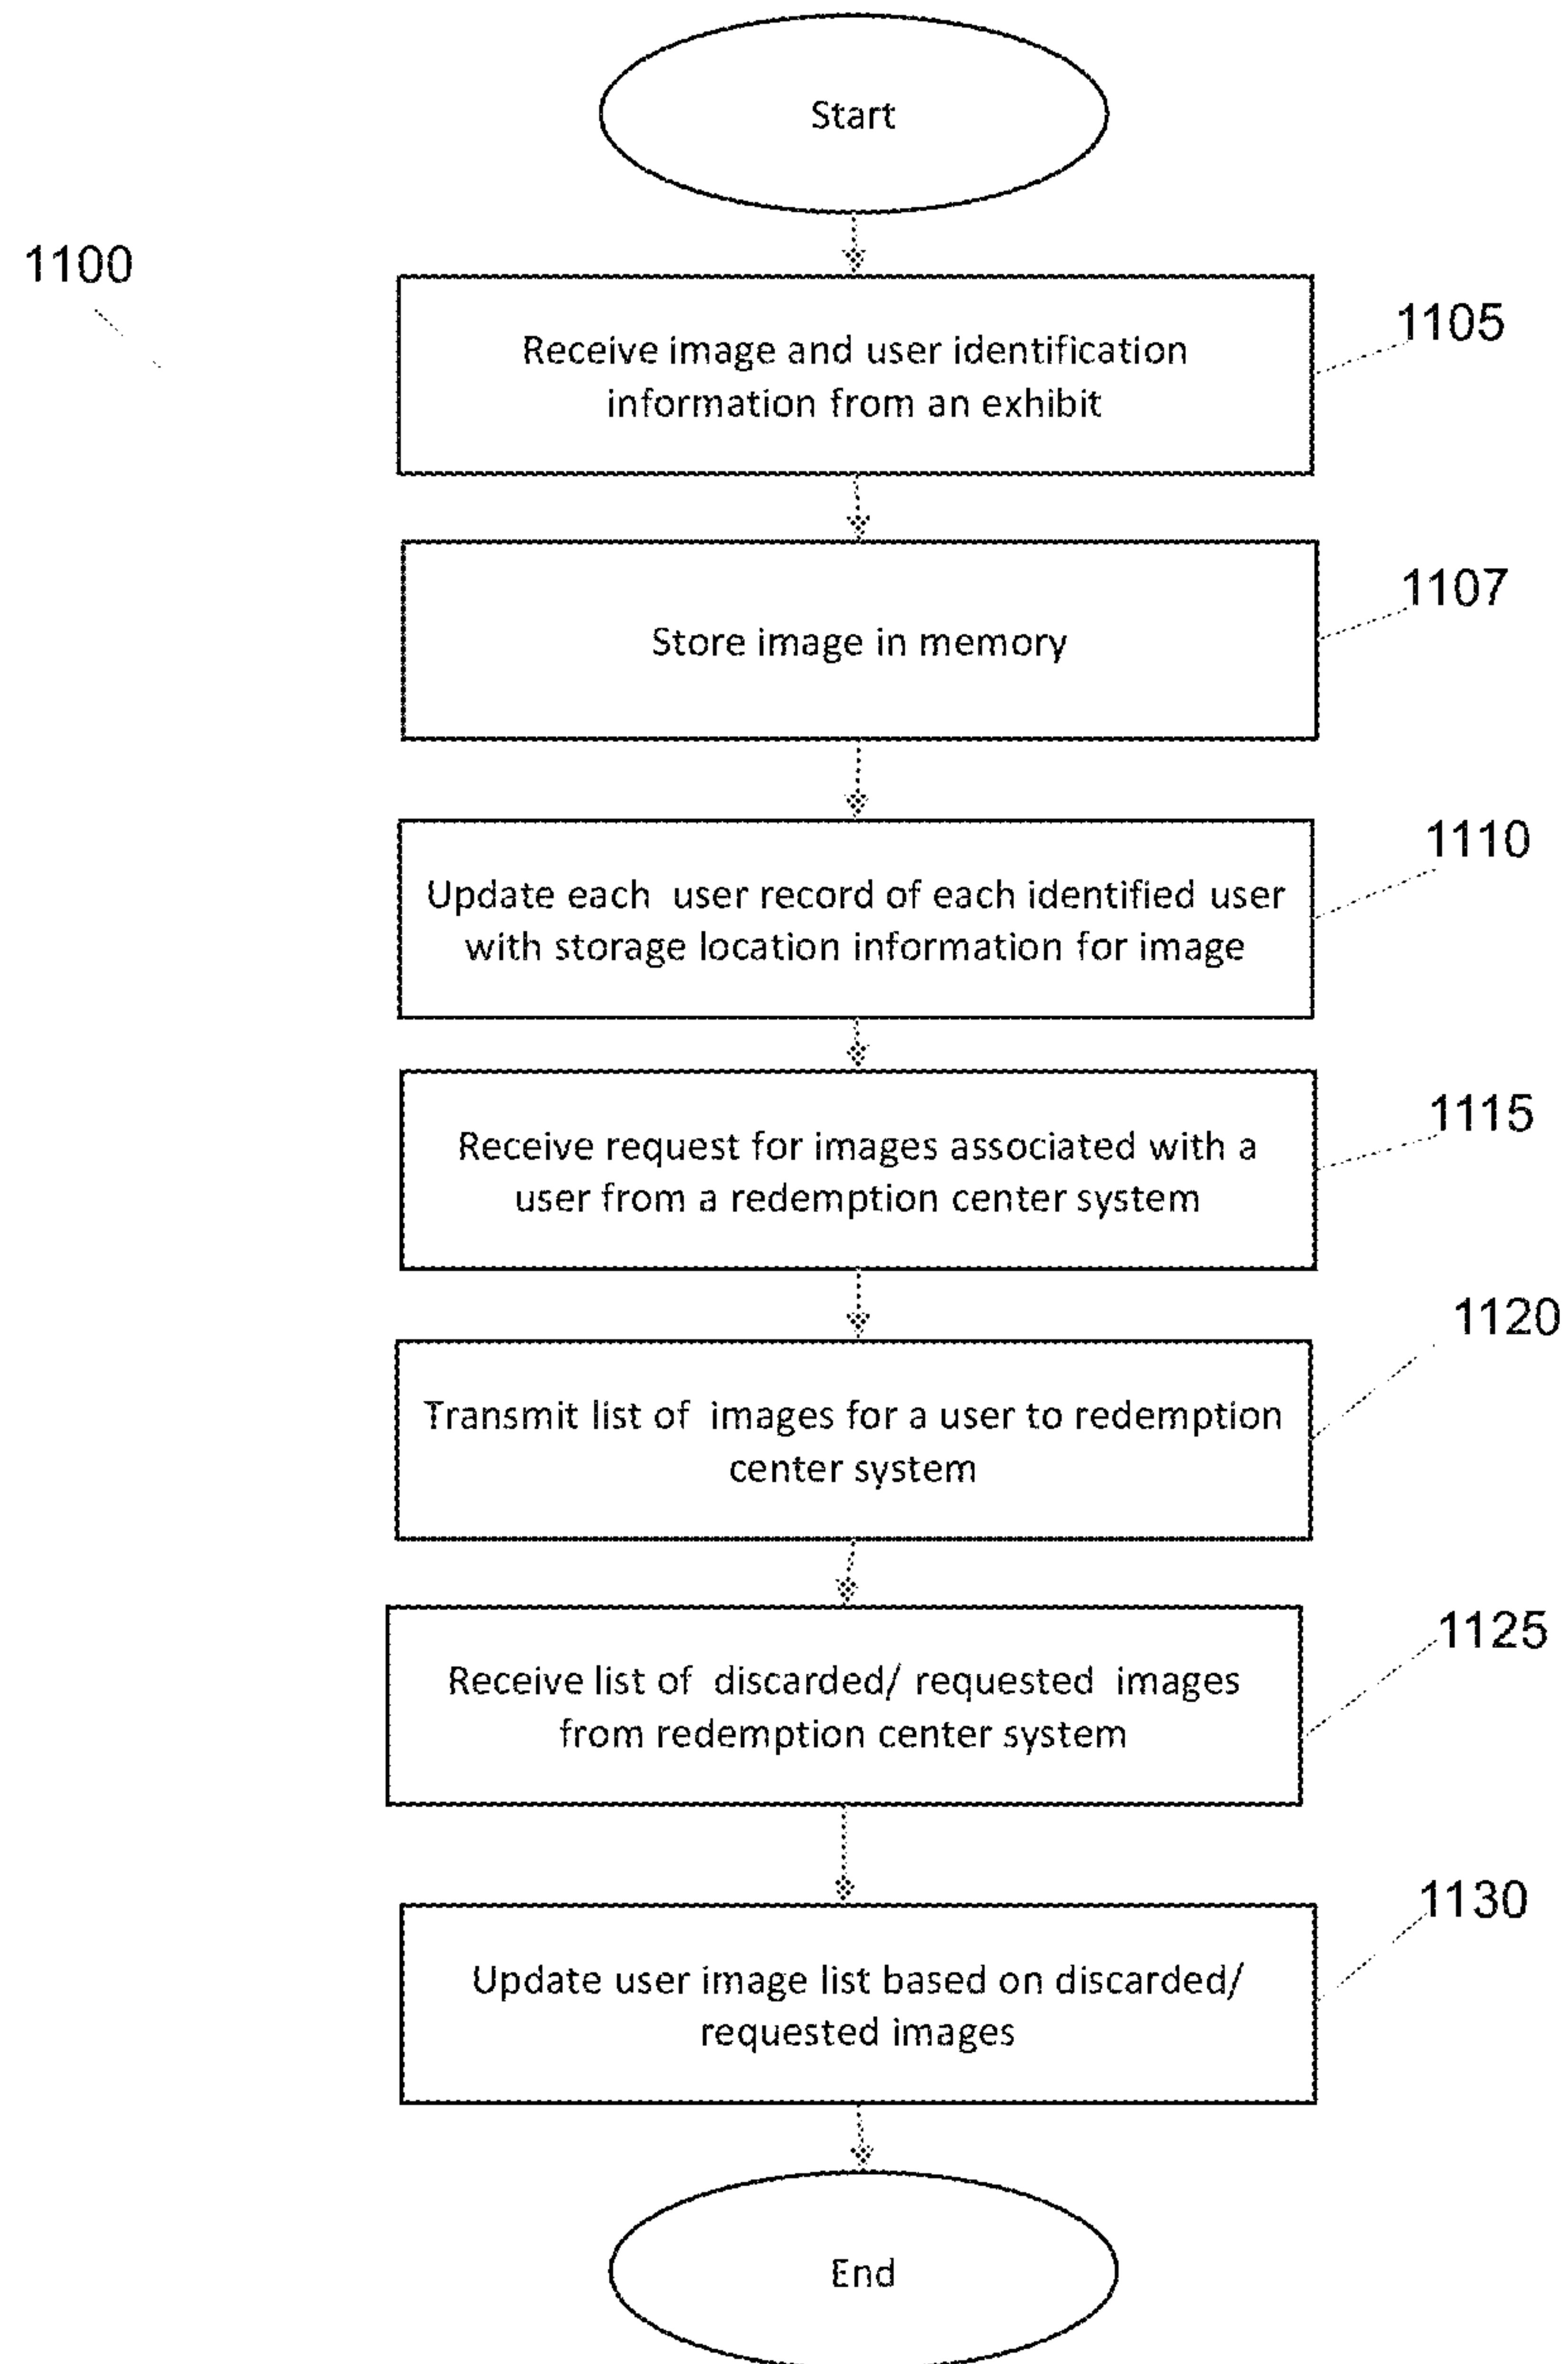 Start
1100
Receive image and user identification
information from an exhibit
1105
Store image in memory
1107
Update each user record of each identified user
with storage location information for image
1110
Receive request for images associated with a
user from a redemption center system
1115
Transmit list of images for a user to redemption
center system
1120
Receive list of discarded/ requested images
from redemption center system
1125
Update user image list based on discarded/
requested images
1130
End